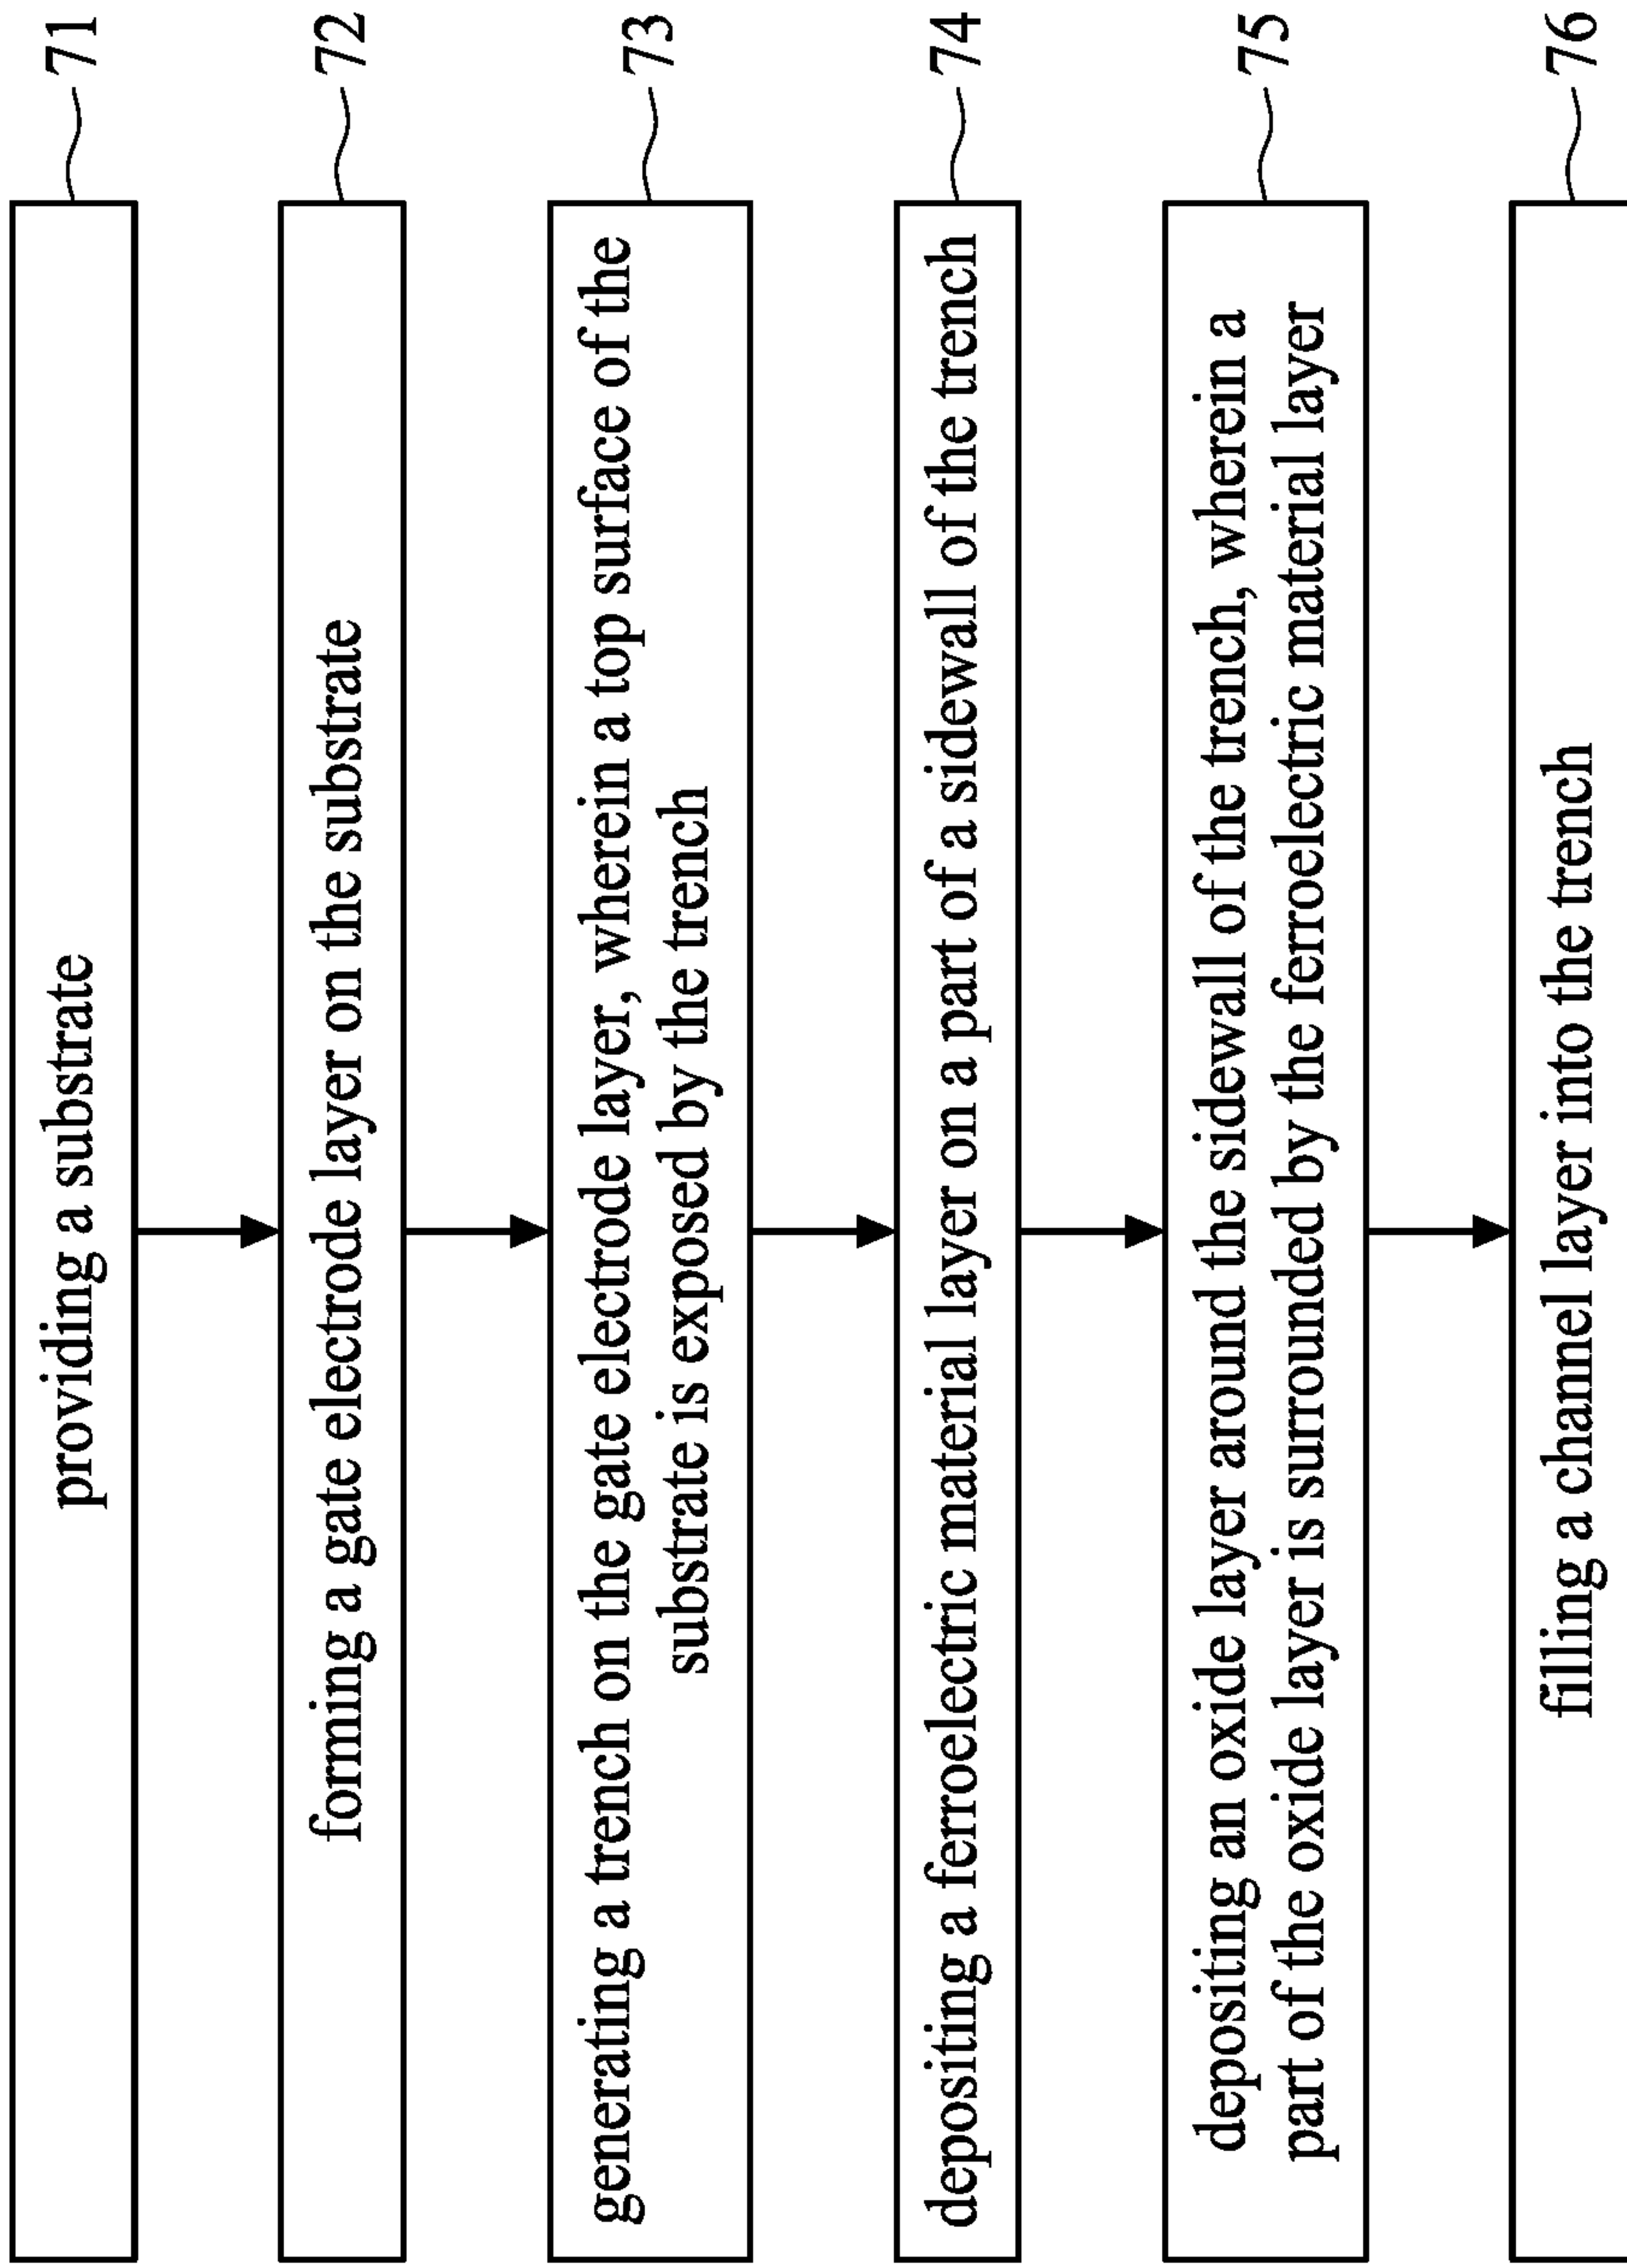 providing a substrate
71
forming a gate electrode layer on the substrate
72
generating a trench on the gate electrode layer, wherein a top surface of the
substrate is exposed by the trench
73
depositing a ferroelectric material layer on a part of a sidewall of the trench
74
depositing an oxide layer around the sidewall of the trench, wherein a
part of the oxide layer is surrounded by the ferroelectric material layer
75
filling a channel layer into the trench
76